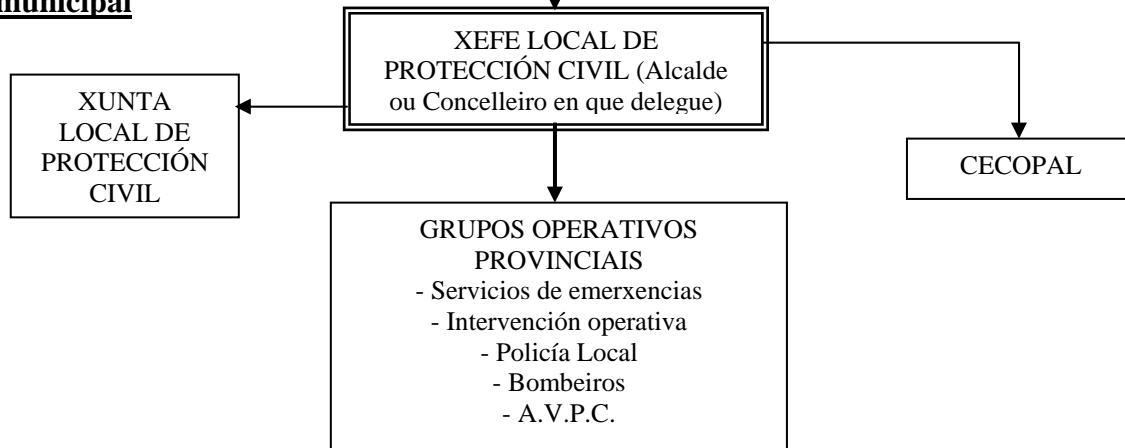 municipal
XEFE LOCAL DE
PROTECCIÓN CIVIL (Alcalde
ou Concelleiro en que delegue)
XUNTA
LOCAL DE
PROTECCIÓN
CIVIL
CECOPAL
GRUPOS OPERATIVOS
PROVINCIAIS
- Servicios de emerxencias
- Intervención operativa
- Policía Local
- Bombeiros
- A.V.P.C.